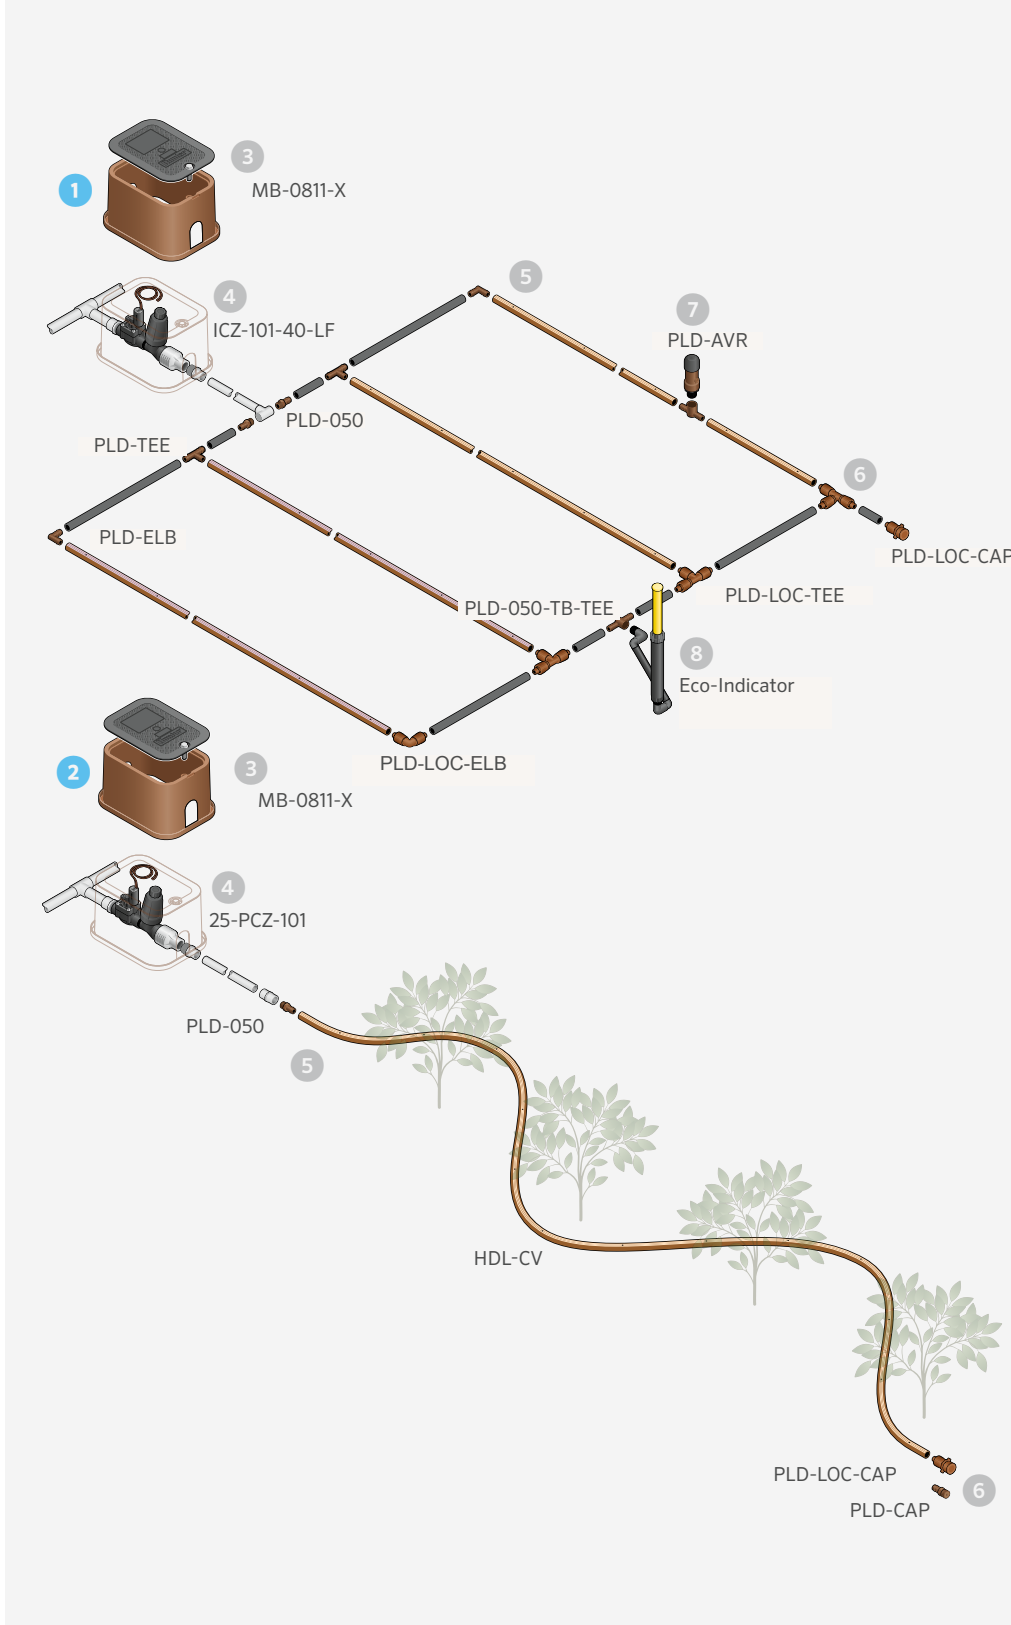 3
MB-0811-X
1
4
ICZ-101-40-LF
5
7
PLD-AVR
PLD-050
PLD-TEE
6
PLD-ELB
PLD-LOC-CAP
PLD-LOC-TEE
PLD-050-TB-TEE
8
Eco-Indicator
PLD-LOC-ELB
2
3
MB-0811-X
4
25-PCZ-101
PLD-050
5
HDL-CV
PLD-LOC-CAP
6
PLD-CAP